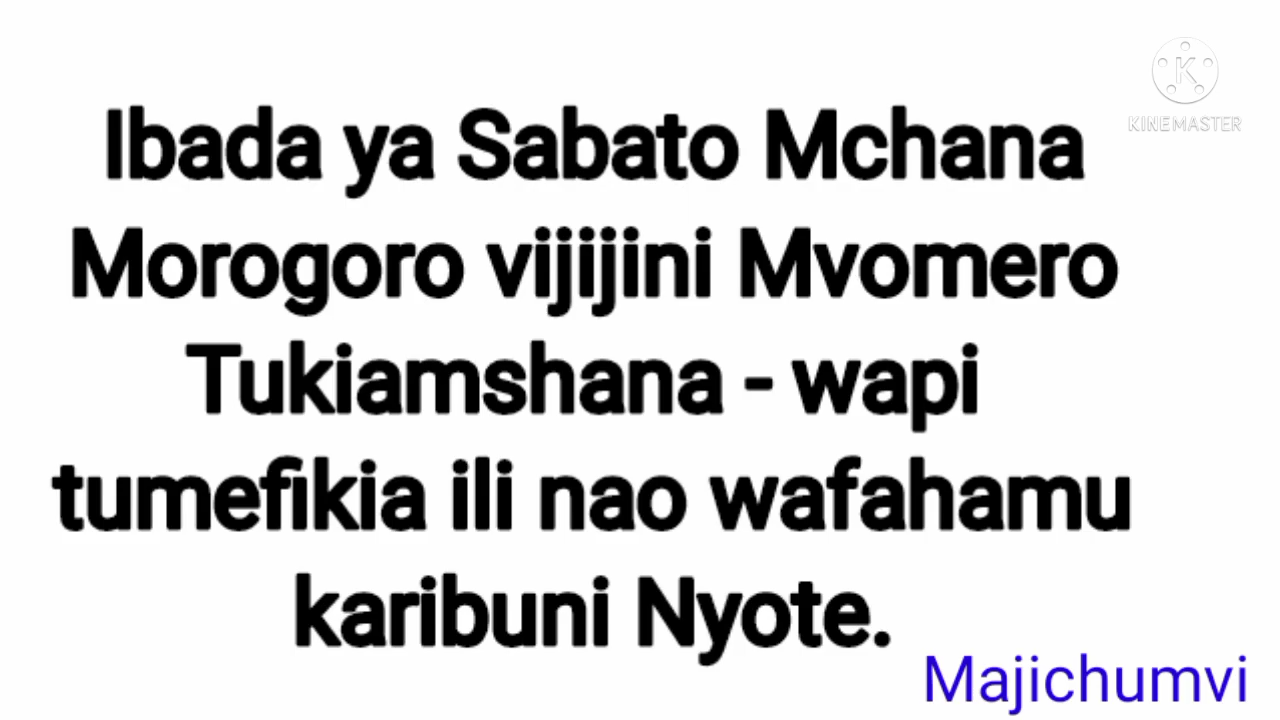 Ibada ya Sabato Mchana
Morogoro vijijini Mvomero
Tukiamshana - wapi
tumefikia ili nao wafahamu
karibuni Nyote.
Majichumvi
K
KINEMASTER